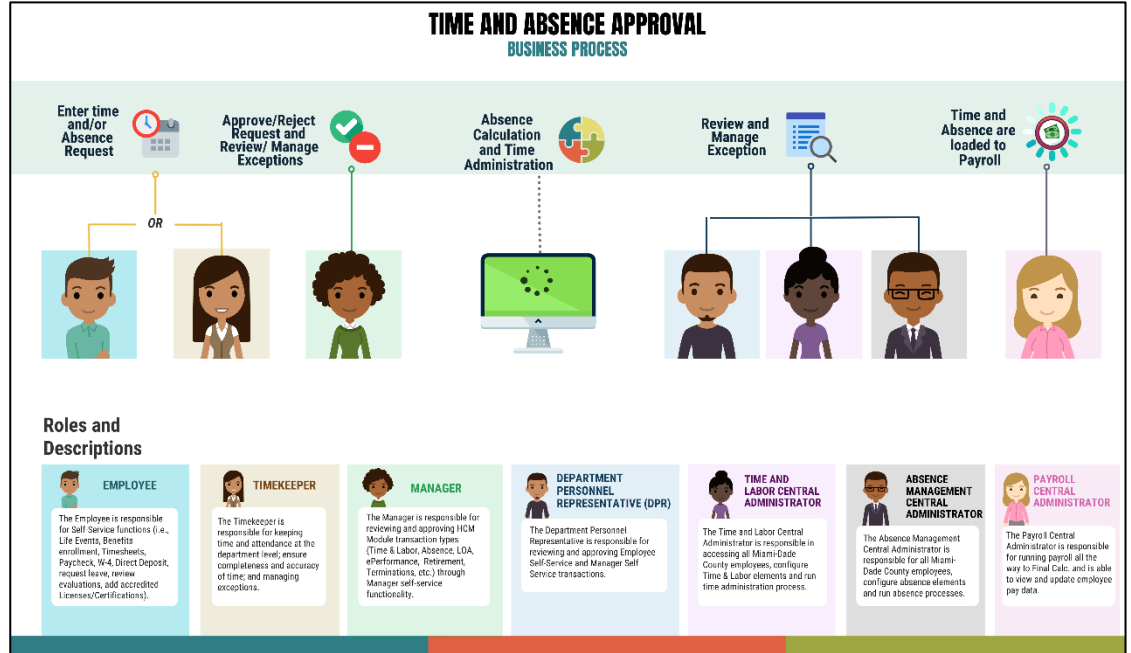 TIME AND ABSENCE APPROVAL
BUSINESS PROCESS
Enter time
and/or
Absence
Request
Approve/Reject
Request and
Review/ Manage
Exceptions
Absence
Calculation
and Time
Administration
Review and
Manage
Exception
Time and
Absence are
loaded to
Payroll
OR
Roles and
Descriptions
EMPLOYEE
The Employee is responsible
for Self-Service functions (i.e.,
Life Events, Benefits
enrollment, Timesheets,
Paycheck, W-4, Direct Deposit,
request leave, review
evaluations, add accredited
Licenses/Certifications).
TIMEKEEPER
The Timekeeper is
responsible for keeping
time and attendance at the
department level; ensure
completeness and accuracy
of time; and managing
exceptions.
MANAGER
The Manager is responsible for
reviewing and approving HCM
Module transaction types
(Time & Labor, Absence, LOA,
ePerformance, Retirement,
Terminations, etc.) through
Manager self-service
functionality.
DEPARTMENT
PERSONNEL
REPRESENTATIVE (DPR)
The Department Personnel
Representative is responsible for
reviewing and approving Employee
Self-Service and Manager Self
Service transactions.
TIME AND
LABOR CENTRAL
ADMINISTRATOR
The Time and Labor Central
Administrator is responsible in
accessing all Miami-Dade
County employees, configure
Time & Labor elements and run
time administration process.
ABSENCE
MANAGEMENT
CENTRAL
ADMINISTRATOR
The Absence Management
Central Administrator is
responsible for all Miami-
Dade County employees,
configure absence elements
and run absence processes.
PAYROLL
CENTRAL
ADMINISTRATOR
The Payroll Central
Administrator is responsible
for running payroll all the
way to Final Calc. and is able
to view and update employee
pay data.